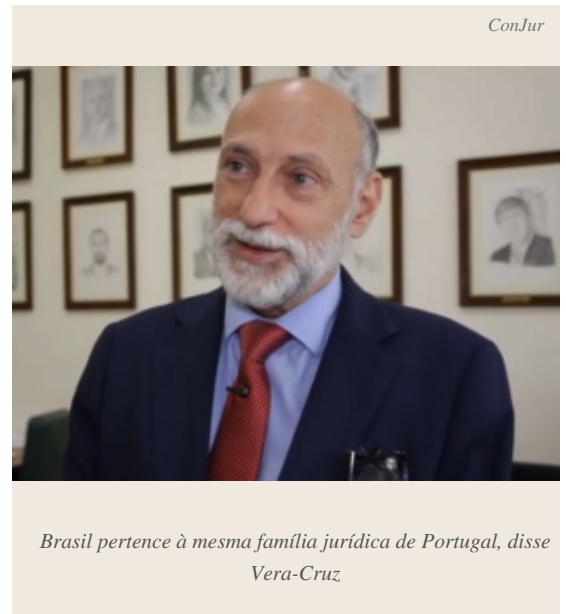 ConJur
Brasil pertence à mesma família jurídica de Portugal, disse
Vera-Cruz